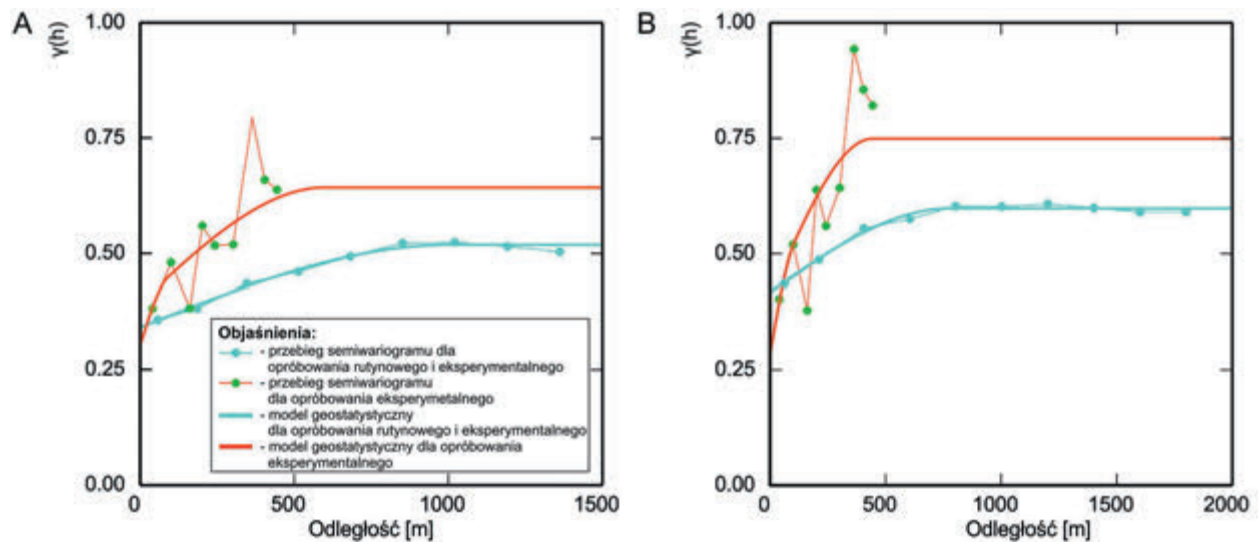 A
γ(h)
1.00
0.75
0.50
0.25
0.00
0
500
1000
1500
Odległość [m]
Objaśnienia:
- przebieg semiwariogramu dla
opróbowania rutynowego i eksperymentalnego
- przebieg semiwariogramu
dla opróbowania eksperymetalnego
- model geostatystyczny
dla opróbowania rutynowego i eksperymentalnego
- model geostatystyczny dla opróbowania
eksperymentalnego
B
γ(h)
1.00
0.75
0.50
0.25
0.00
0
500
1000
1500
2000
Odległość [m]